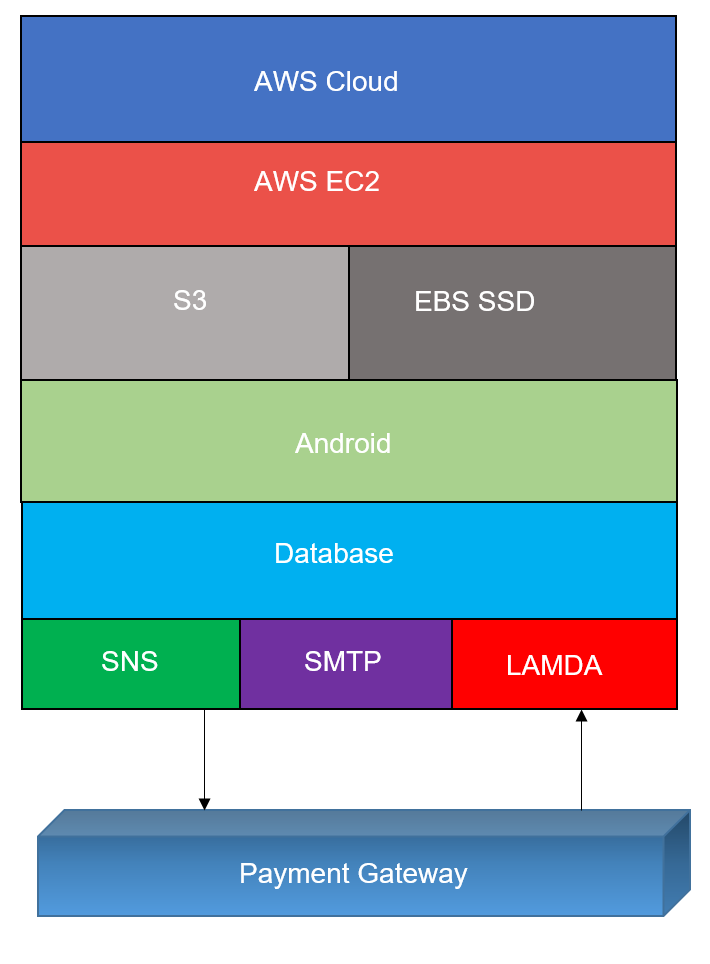 AWS Cloud
AWS EC2
S3
EBS SSD
Android
Database
SNS
SMTP
LAMDA
Payment Gateway